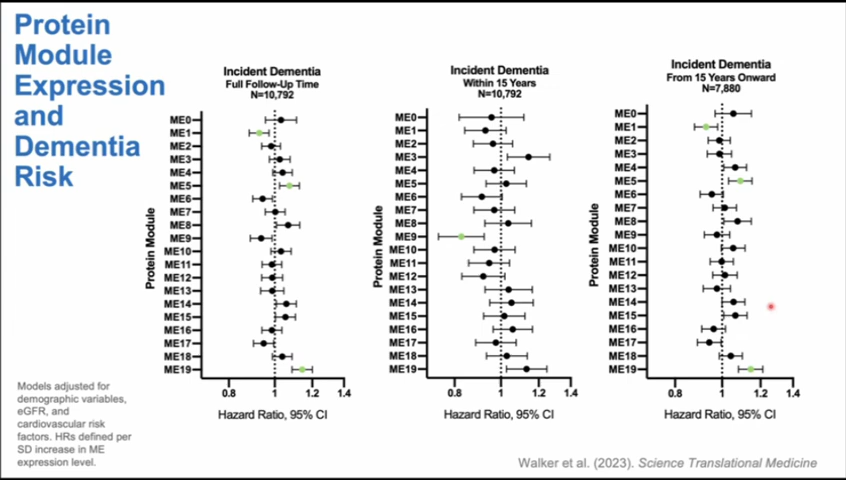 Protein
Module
Expression
and
Dementia
Risk
Incident Dementia
Full Follow-Up Time
N=10,792
Protein Module
ME0
ME1
ME2
ME3
ME4
ME5
ME6
ME7
ME8
ME9
ME10
ME11
ME12
ME13
ME14
ME15
ME16
ME17
ME18
ME19
0.8 1 1.2 1.4
Hazard Ratio, 95% CI
Incident Dementia
Within 15 Years
N=10,792
Protein Module
ME0
ME1
ME2
ME3
ME4
ME5
ME6
ME7
ME8
ME9
ME10
ME11
ME12
ME13
ME14
ME15
ME16
ME17
ME18
ME19
0.8 1 1.2 1.4
Hazard Ratio, 95% CI
Incident Dementia
From 15 Years Onward
N=7,880
Protein Module
ME0
ME1
ME2
ME3
ME4
ME5
ME6
ME7
ME8
ME9
ME10
ME11
ME12
ME13
ME14
ME15
ME16
ME17
ME18
ME19
0.8 1 1.2 1.4
Hazard Ratio, 95% CI
Models adjusted for
demographic variables,
eGFR, and
cardiovascular risk
factors. HRs defined per
SD increase in ME
expression level.
Walker et al. (2023). Science Translational Medicine